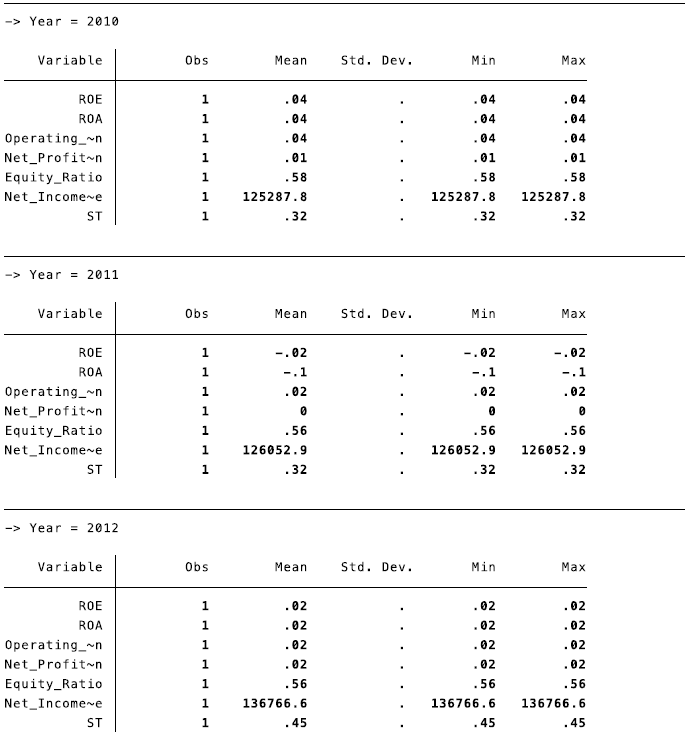 -> Year = 2010
Variable Obs Mean Std. Dev. Min Max
ROE 1 .04 . .04 .04
ROA 1 .04 . .04 .04
Operating_~n 1 .04 . .04 .04
Net_Profit~n 1 .01 . .01 .01
Equity_Ratio 1 .58 . .58 .58
Net_Income~e 1 125287.8 . 125287.8 125287.8
ST 1 .32 . .32 .32
-> Year = 2011
Variable Obs Mean Std. Dev. Min Max
ROE 1 -.02 . -.02 -.02
ROA 1 -.1 . -.1 -.1
Operating_~n 1 .02 . .02 .02
Net_Profit~n 1 0 . 0 0
Equity_Ratio 1 .56 . .56 .56
Net_Income~e 1 126052.9 . 126052.9 126052.9
ST 1 .32 . .32 .32
-> Year = 2012
Variable Obs Mean Std. Dev. Min Max
ROE 1 .02 . .02 .02
ROA 1 .02 . .02 .02
Operating_~n 1 .02 . .02 .02
Net_Profit~n 1 .02 . .02 .02
Equity_Ratio 1 .56 . .56 .56
Net_Income~e 1 136766.6 . 136766.6 136766.6
ST 1 .45 . .45 .45